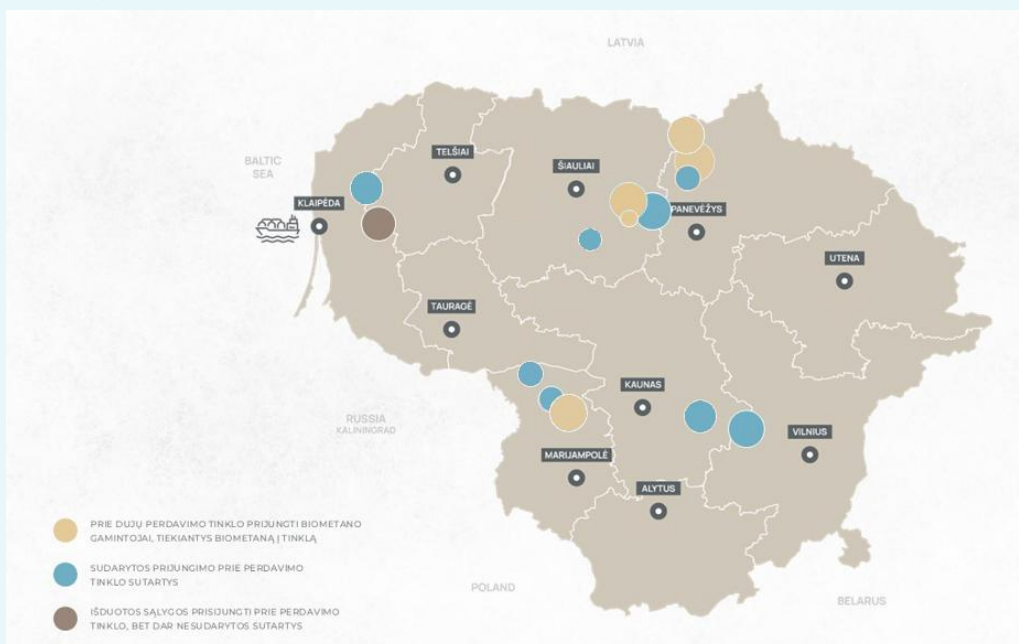 LATVIA
BALTIC
SEA
TELŠIAI
ŠIAULIAI
KLAIPĖDA
PANEVĖŽYS
UTENA
TAURAGĖ
KAUNAS
RUSSIA
KALININGRAD
VILNIUS
MARIJAMPOLĖ
ALYTUS
PRIE DUJŲ PERDAVIMO TINKLO PRIJUNGTI BIOMETANO
GAMINTOJAI, TIEKIANTYS BIOMETANĄ Į TINKLĄ
SUDARYTOS PRIJUNGIMO PRIE PERDAVIMO
TINKLO SUTARTYS
IŠDUOTOS SĄLYGOS PRISIJUNGTI PRIE PERDAVIMO
TINKLO, BET DAR NESUDARYTOS SUTARTYS
POLAND
BELARUS